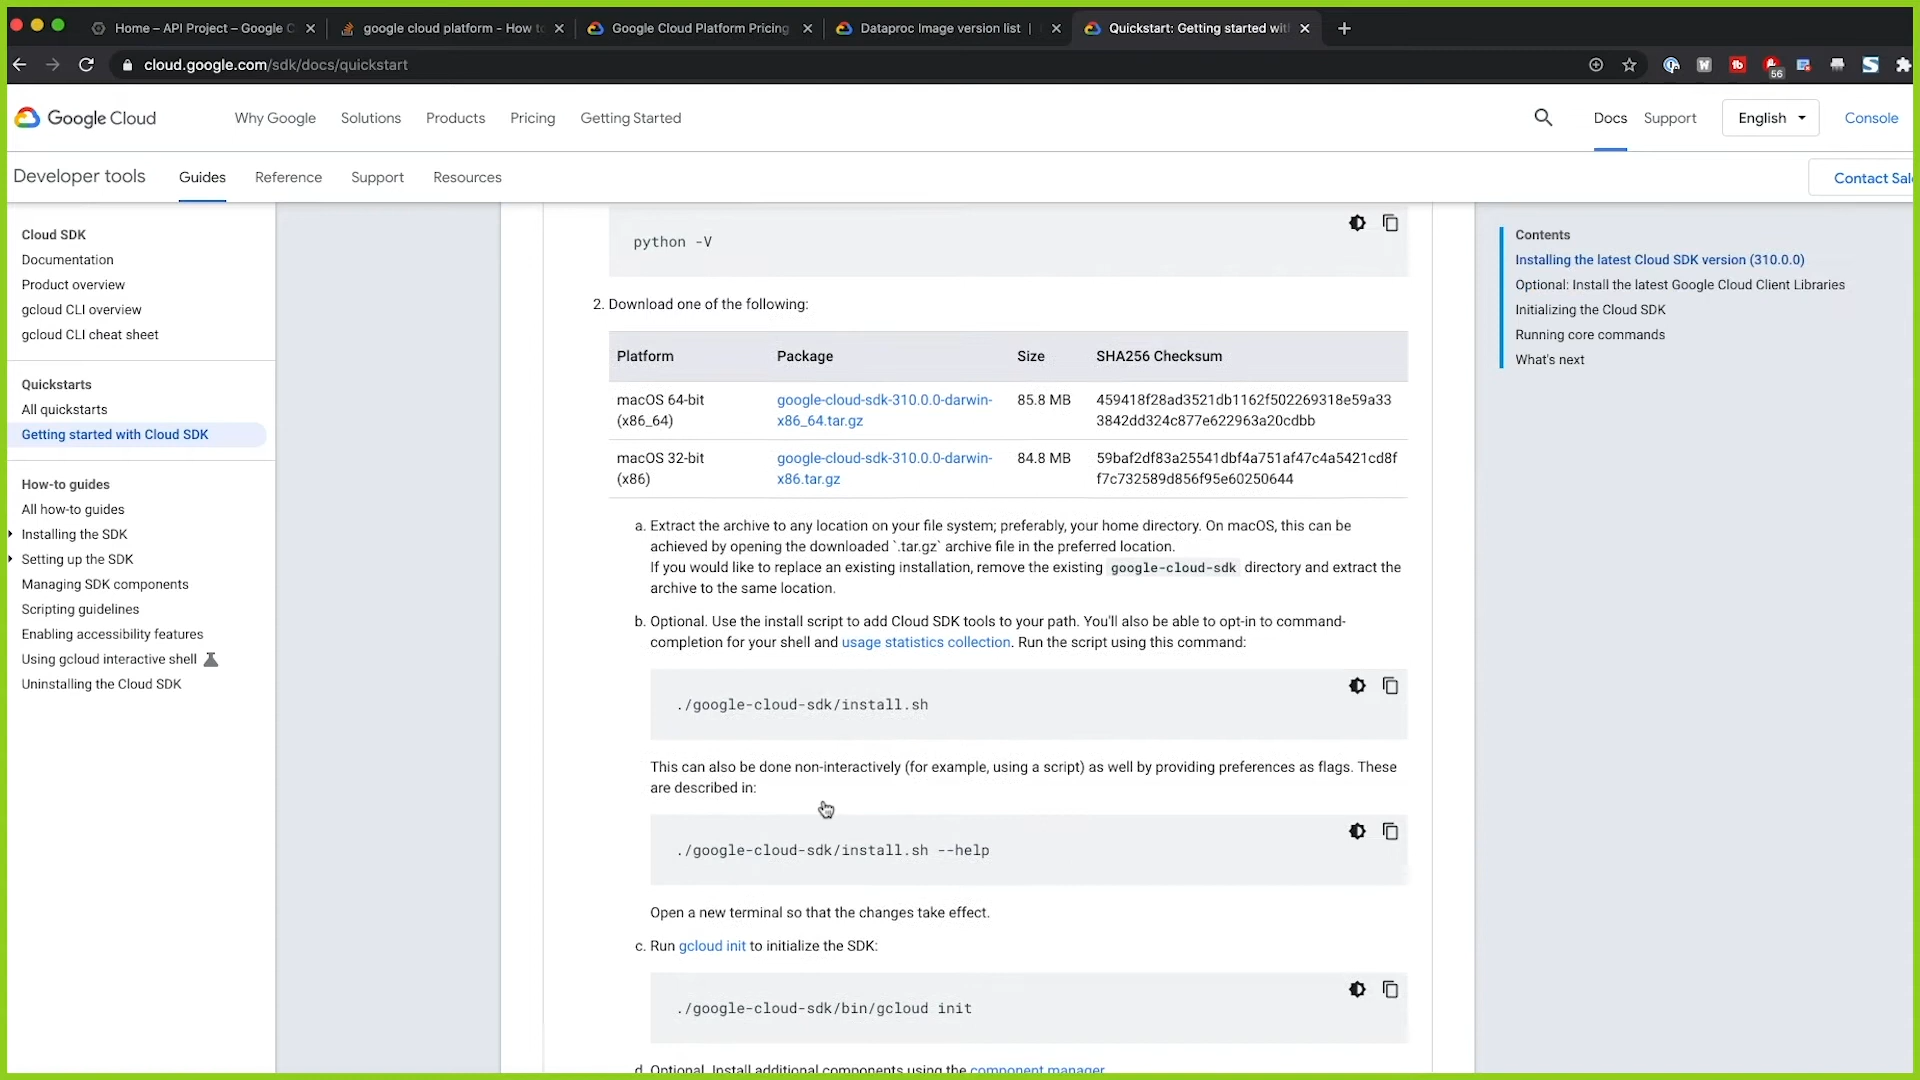 Home – API Project – Google C
google cloud platform - How to
Google Cloud Platform Pricing
Dataproc Image version list |
Quickstart: Getting started wit
cloud.google.com/sdk/docs/quickstart
56
Google Cloud
Why Google
Solutions
Products
Pricing
Getting Started
Docs
Support
English
Console
Developer tools
Guides
Reference
Support
Resources
Contact Sal
Cloud SDK
Documentation
Product overview
gcloud CLI overview
gcloud CLI cheat sheet
Quickstarts
All quickstarts
Getting started with Cloud SDK
How-to guides
All how-to guides
Installing the SDK
Setting up the SDK
Managing SDK components
Scripting guidelines
Enabling accessibility features
Using gcloud interactive shell
Uninstalling the Cloud SDK
python -V
2. Download one of the following:
Platform Package Size SHA256 Checksum
macOS 64-bit google-cloud-sdk-310.0.0-darwin- 85.8 MB 459418f28ad3521db1162f502269318e59a33
(x86_64) x86_64.tar.gz 3842dd324c877e622963a20cdbb
macOS 32-bit google-cloud-sdk-310.0.0-darwin- 84.8 MB 59baf2df83a25541dbf4a751af47c4a5421cd8f
(x86) x86.tar.gz f7c732589d856f95e60250644
a. Extract the archive to any location on your file system; preferably, your home directory. On macOS, this can be
achieved by opening the downloaded `.tar.gz` archive file in the preferred location.
If you would like to replace an existing installation, remove the existing google-cloud-sdk directory and extract the
archive to the same location.
b. Optional. Use the install script to add Cloud SDK tools to your path. You'll also be able to opt-in to command-
completion for your shell and usage statistics collection. Run the script using this command:
./google-cloud-sdk/install.sh
This can also be done non-interactively (for example, using a script) as well by providing preferences as flags. These
are described in:
./google-cloud-sdk/install.sh --help
Open a new terminal so that the changes take effect.
c. Run gcloud init to initialize the SDK:
./google-cloud-sdk/bin/gcloud init
d. Optional. Install additional components using the component manager
Contents
Installing the latest Cloud SDK version (310.0.0)
Optional: Install the latest Google Cloud Client Libraries
Initializing the Cloud SDK
Running core commands
What's next